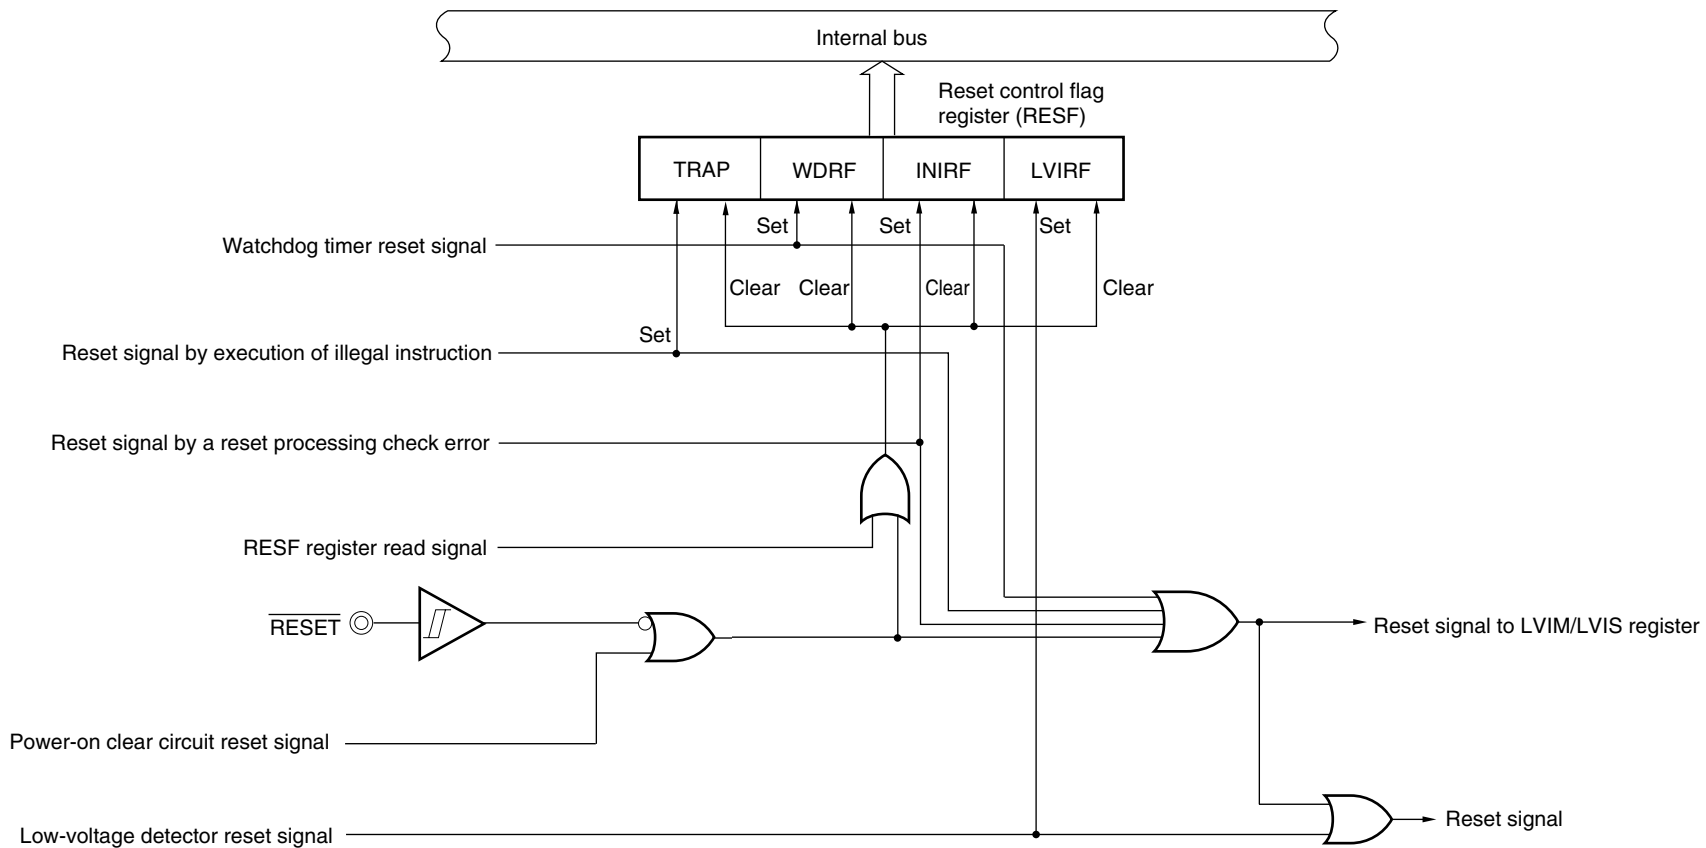 Internal bus
Reset control flag
register (RESF)
TRAP
WDRF
INIRF
LVIRF
Set
Set
Set
Watchdog timer reset signal
Clear
Clear
Clear
Clear
Set
Reset signal by execution of illegal instruction
Reset signal by a reset processing check error
RESF register read signal
RESET
Reset signal to LVIM/LVIS register
Power-on clear circuit reset signal
Low-voltage detector reset signal
Reset signal